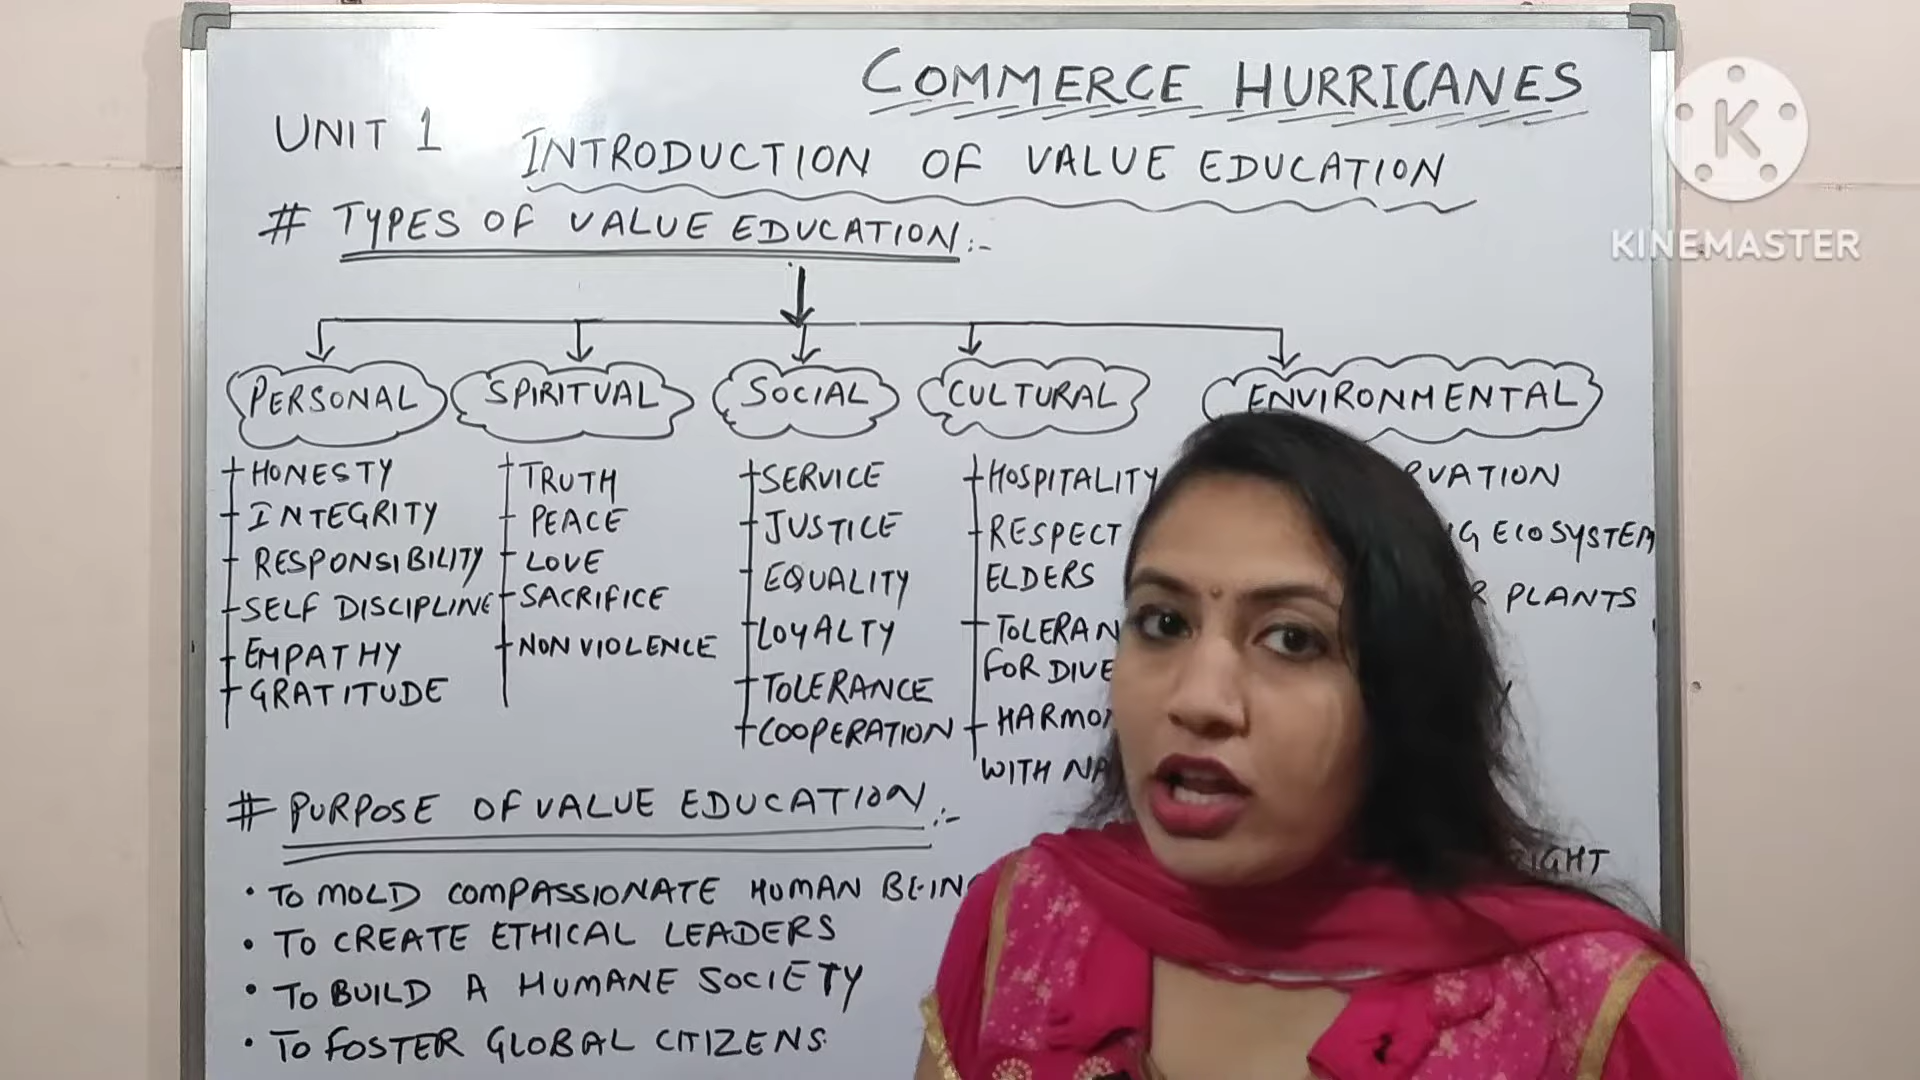 COMMERCE HURRICANES
UNIT 1 INTRODUCTION OF VALUE EDUCATION
# TYPES OF VALUE EDUCATION :-
K
KINEMASTER
PERSONAL
HONESTY
INTEGRITY
RESPONSIBILITY
SELF DISCIPLINE
EMPATHY
GRATITUDE
SPIRITUAL
TRUTH
PEACE
LOVE
SACRIFICE
NON VIOLENCE
SOCIAL
SERVICE
JUSTICE
EQUALITY
LOYALTY
TOLERANCE
COOPERATION
CULTURAL
HOSPITALITY
RESPECT
ELDERS
FOR
WITH
ENVIRONMENTAL
ECOSYSTEM
PLANTS
# PURPOSE OF VALUE EDUCATION :-
• TO MOLD COMPASSIONATE HUMAN
• TO CREATE ETHICAL LEADERS
• TO BUILD A HUMANE SOCIETY
• TO FOSTER GLOBAL CITIZENS.